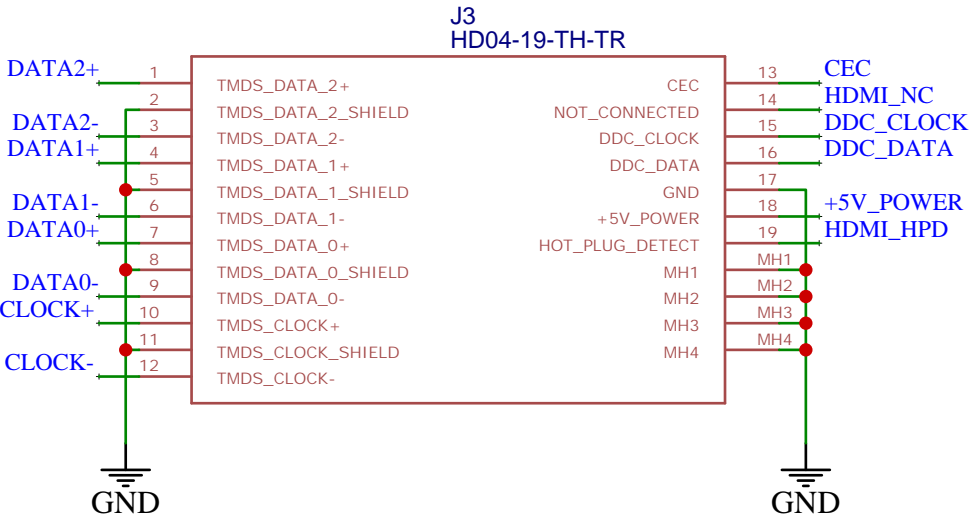 J3
HD04-19-TH-TR
DATA2+ 1 TMDS_DATA_2+ CEC 13 CEC
2 TMDS_DATA_2_SHIELD NOT_CONNECTED 14 HDMI_NC
DATA2- 3 TMDS_DATA_2- DDC_CLOCK 15 DDC_CLOCK
DATA1+ 4 TMDS_DATA_1+ DDC_DATA 16 DDC_DATA
5 TMDS_DATA_1_SHIELD GND 17
DATA1- 6 TMDS_DATA_1- +5V_POWER 18 +5V_POWER
DATA0+ 7 TMDS_DATA_0+ HOT_PLUG_DETECT 19 HDMI_HPD
8 TMDS_DATA_0_SHIELD MH1 MH1
DATA0- 9 TMDS_DATA_0- MH2 MH2
CLOCK+ 10 TMDS_CLOCK+ MH3 MH3
11 TMDS_CLOCK_SHIELD MH4 MH4
CLOCK- 12 TMDS_CLOCK-
GND GND